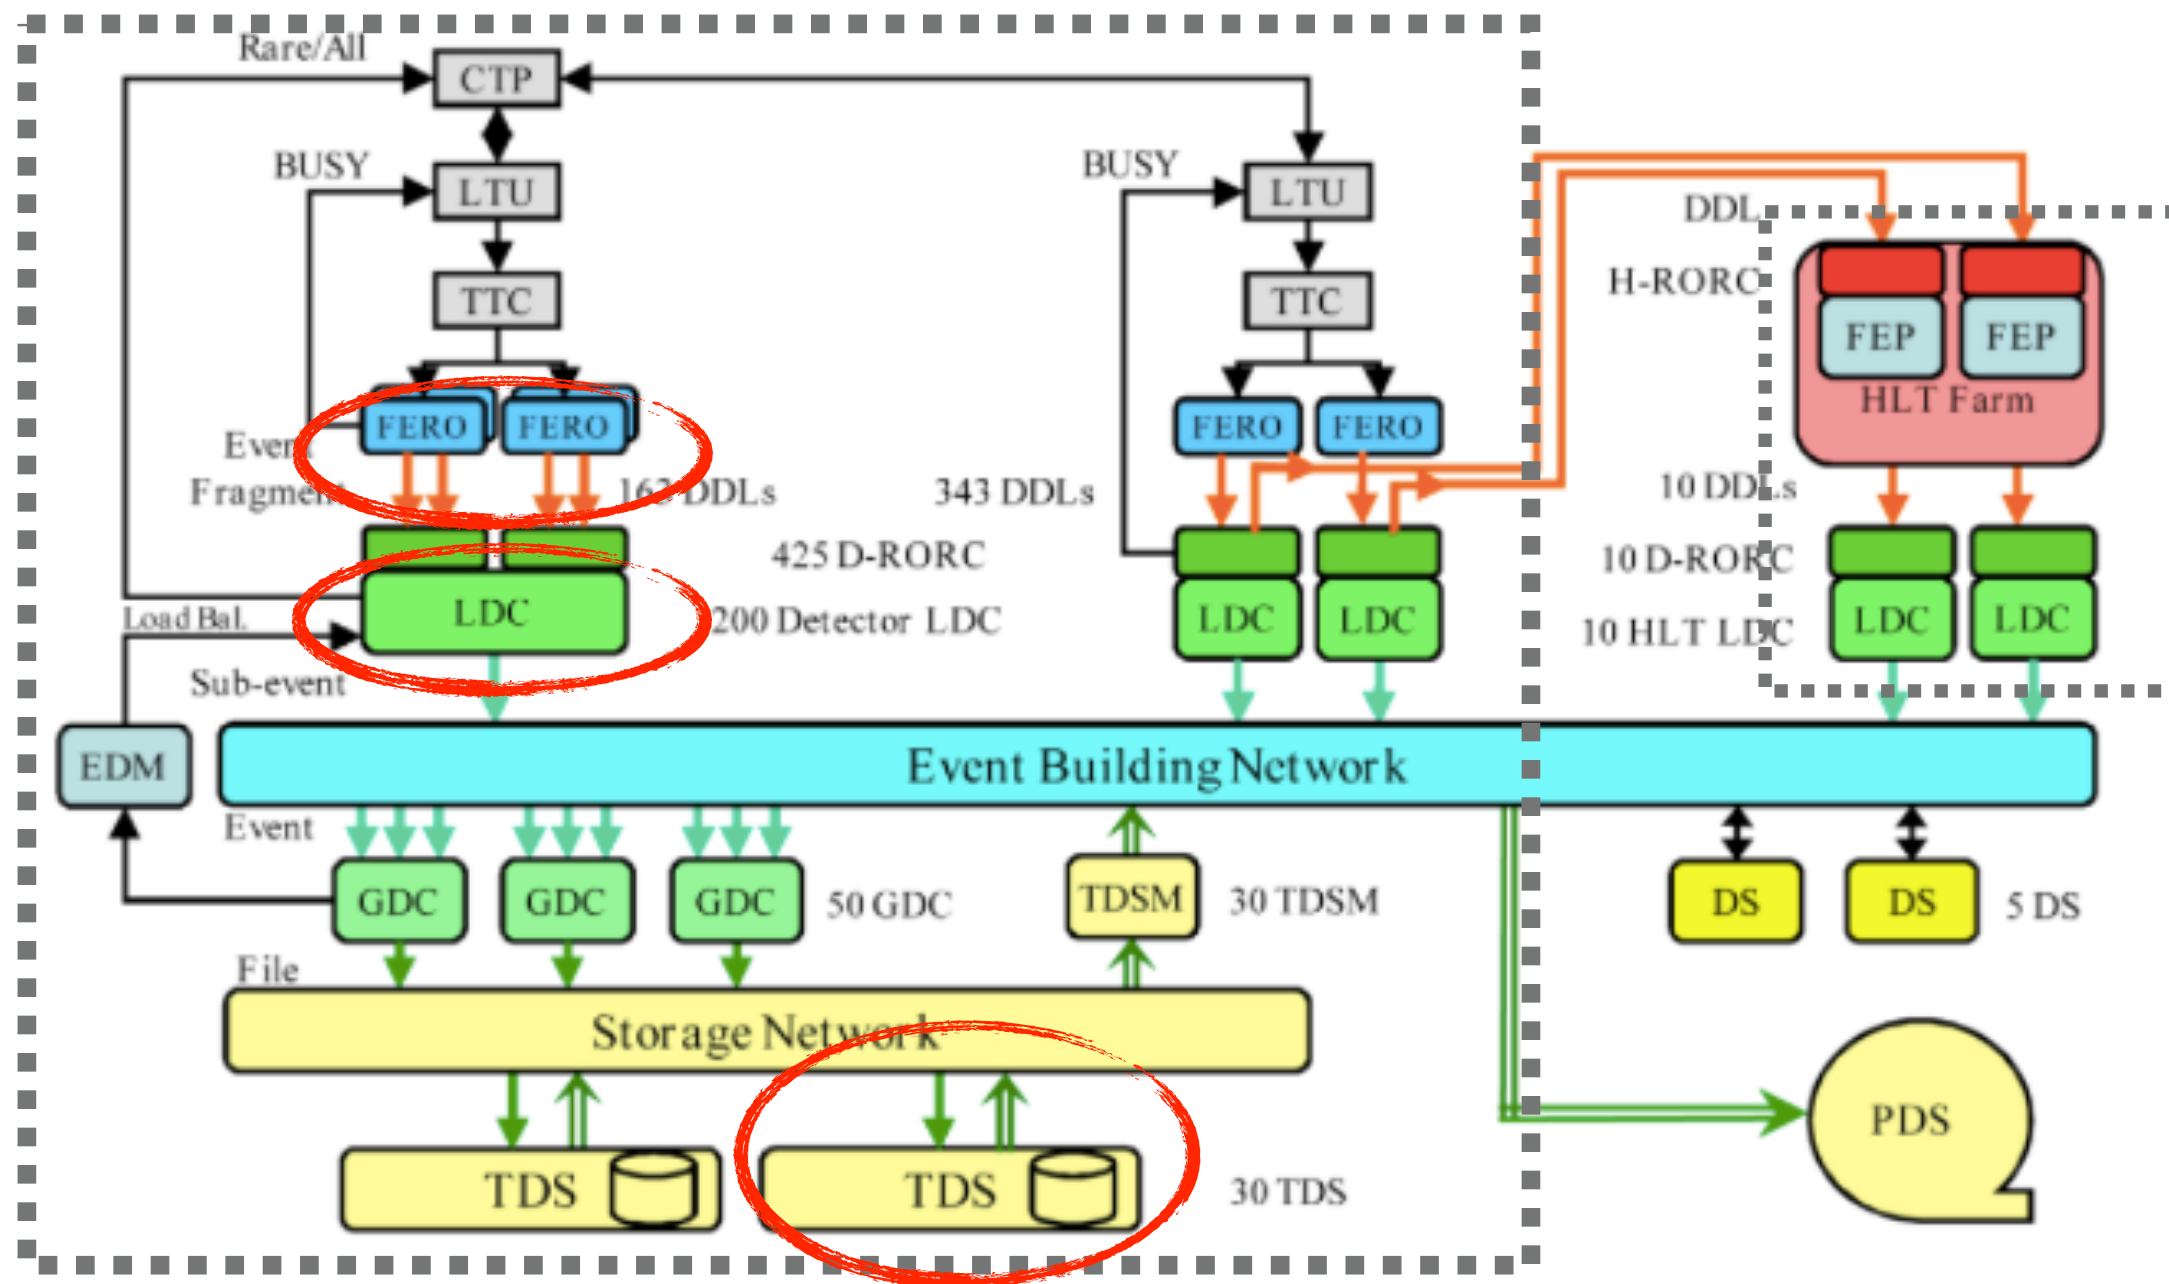 Rare/All
CTP
BUSY
LTU
BUSY
LTU
DDL
TTC
TTC
H-RORC
FEP
FEP
HLT Farm
FERO
FERO
FERO
FERO
Event
Fragment
162 DDLs
343 DDLs
10 DDLs
425 D-RORC
10 D-RORC
LDC
200 Detector LDC
LDC
LDC
10 HLT LDC
LDC
LDC
Load Bal.
Sub-event
EDM
Event Building Network
Event
GDC
GDC
GDC
50 GDC
TDSM
30 TDSM
DS
DS
5 DS
File
Storage Network
PDS
TDS
TDS
30 TDS